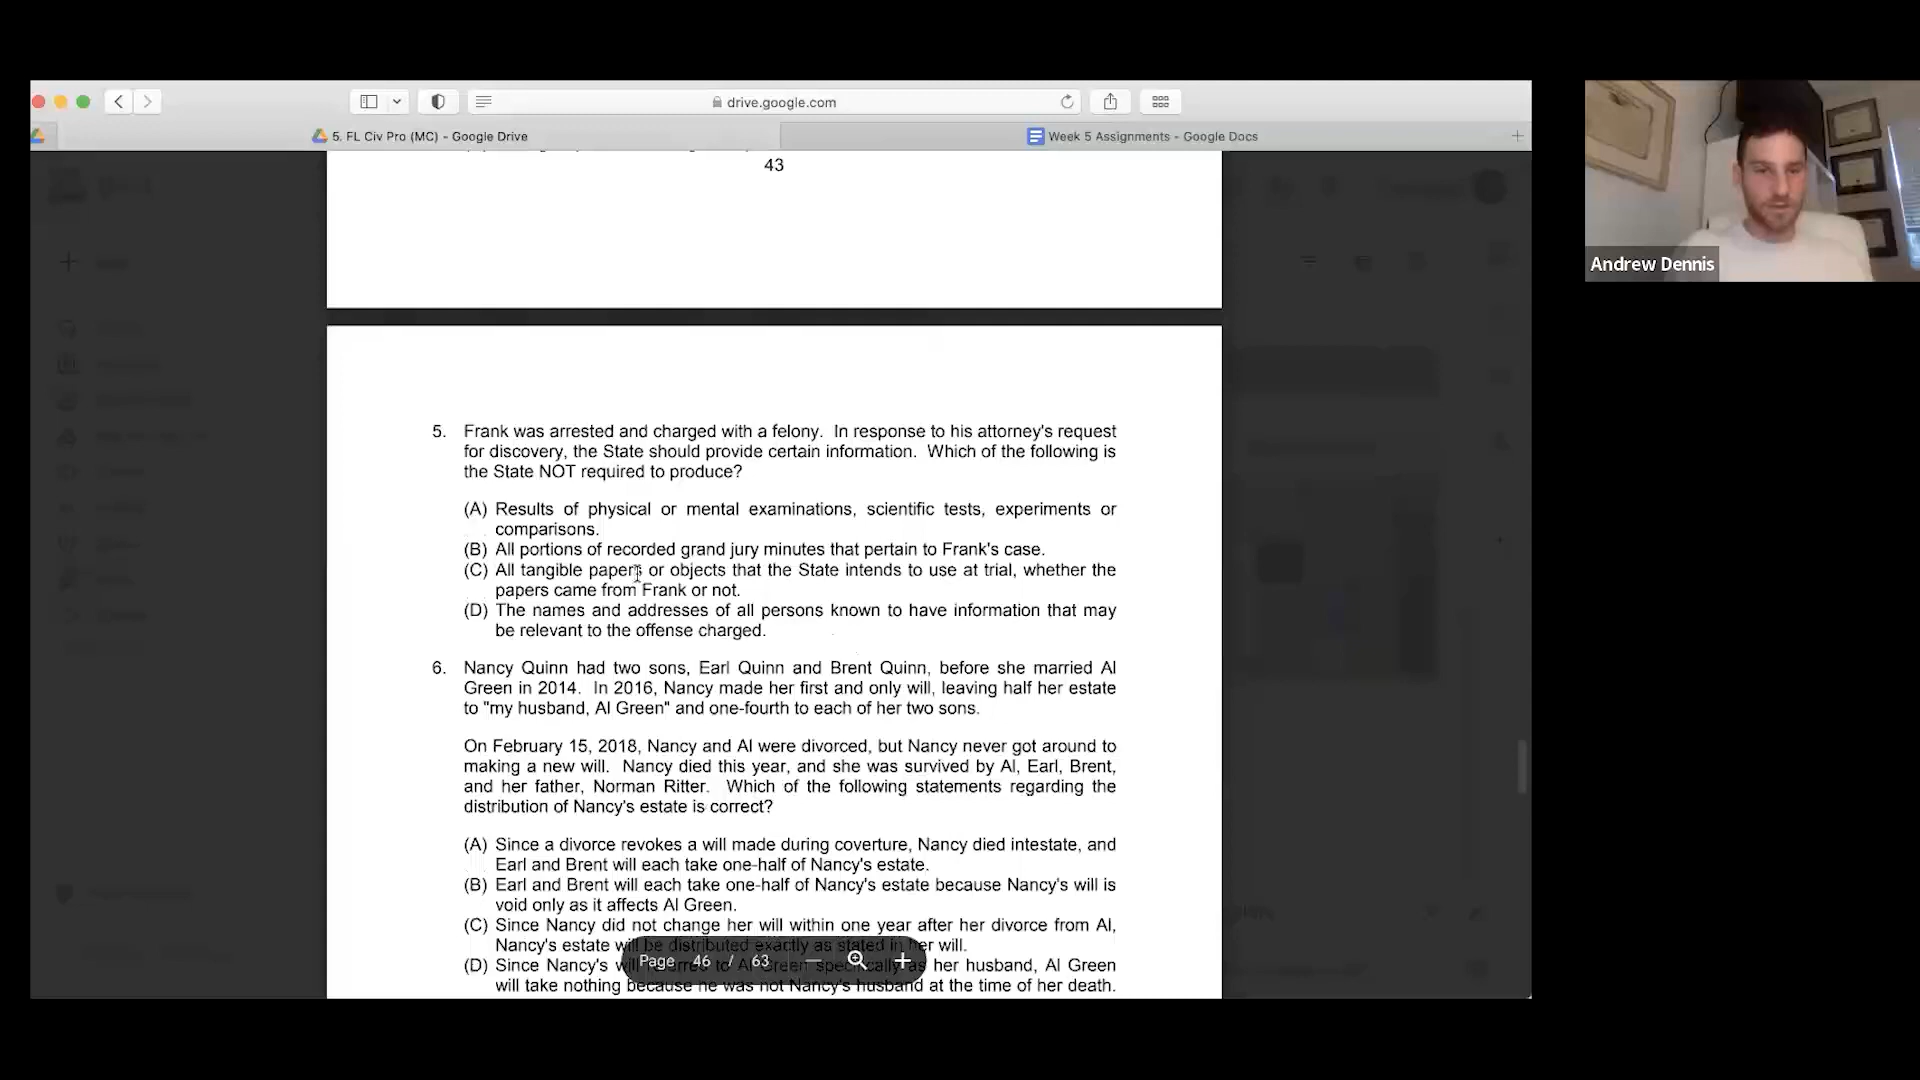 drive.google.com
5. FL Civ Pro (MC) - Google Drive
Week 5 Assignments - Google Docs
43
Andrew Dennis
5. Frank was arrested and charged with a felony. In response to his attorney's request
for discovery, the State should provide certain information. Which of the following is
the State NOT required to produce?
(A) Results of physical or mental examinations, scientific tests, experiments or
comparisons.
(B) All portions of recorded grand jury minutes that pertain to Frank's case.
(C) All tangible papers or objects that the State intends to use at trial, whether the
papers came from Frank or not.
(D) The names and addresses of all persons known to have information that may
be relevant to the offense charged.
6. Nancy Quinn had two sons, Earl Quinn and Brent Quinn, before she married Al
Green in 2014. In 2016, Nancy made her first and only will, leaving half her estate
to "my husband, Al Green" and one-fourth to each of her two sons.
On February 15, 2018, Nancy and Al were divorced, but Nancy never got around to
making a new will. Nancy died this year, and she was survived by Al, Earl, Brent,
and her father, Norman Ritter. Which of the following statements regarding the
distribution of Nancy's estate is correct?
(A) Since a divorce revokes a will made during coverture, Nancy died intestate, and
Earl and Brent will each take one-half of Nancy's estate.
(B) Earl and Brent will each take one-half of Nancy's estate because Nancy's will is
void only as it affects Al Green.
(C) Since Nancy did not change her will within one year after her divorce from Al,
Nancy's estate will be distributed exactly as stated in her will.
(D) Since Nancy's will referred to Al Green specifically as her husband, Al Green
will take nothing because he was not Nancy's husband at the time of her death.
Page 46 / 63